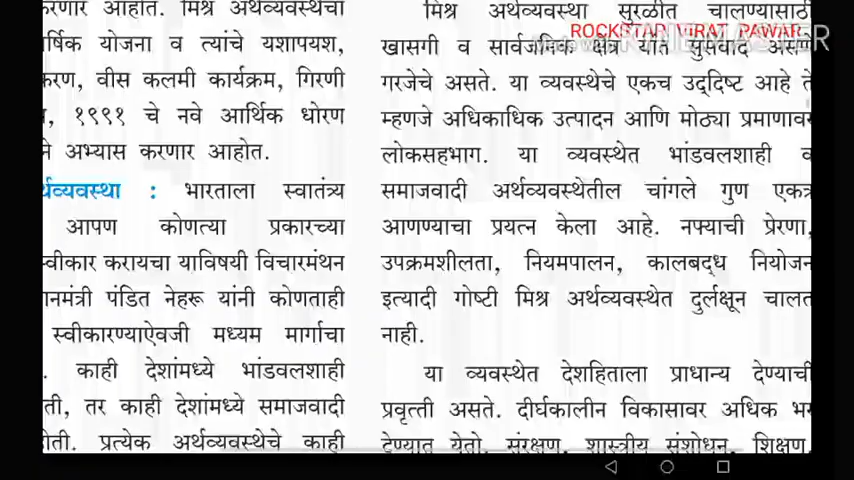 करणार आहोत. मिश्र अर्थव्यवस्थेचा
र्षिक योजना व त्यांचे यशापयश,
करण, वीस कलमी कार्यक्रम, गिरणी
१९९१ चे नवे आर्थिक धोरण
अभ्यास करणार आहोत.
र्थव्यवस्था : भारताला स्वातंत्र्य
आपण कोणत्या प्रकारच्या
स्वीकार करायचा याविषयी विचारमंथन
ानमंत्री पंडित नेहरू यांनी कोणताही
स्वीकारण्याऐवजी मध्यम मार्गाचा
. काही देशांमध्ये भांडवलशाही
ती, तर काही देशांमध्ये समाजवादी
होती. प्रत्येक अर्थव्यवस्थेचे काही
मिश्र अर्थव्यवस्था सुरळीत चालण्यासाठी
ROCKSTAR VIRAT PAWAR
खासगी व सार्वजनिक क्षेत्र यांत सुसंवाद असणे
गरजेचे असते. या व्यवस्थेचे एकच उद्दिष्ट आहे ते
म्हणजे अधिकाधिक उत्पादन आणि मोठ्या प्रमाणावर
लोकसहभाग. या व्यवस्थेत भांडवलशाही व
समाजवादी अर्थव्यवस्थेतील चांगले गुण एकत्र
आणण्याचा प्रयत्न केला आहे. नफ्याची प्रेरणा,
उपक्रमशीलता, नियमपालन, कालबद्ध नियोजन
इत्यादी गोष्टी मिश्र अर्थव्यवस्थेत दुर्लक्षून चालत
नाही.
या व्यवस्थेत देशहिताला प्राधान्य देण्याची
प्रवृत्ती असते. दीर्घकालीन विकासावर अधिक भर
देण्यात येतो. संरक्षण, शास्त्रीय संशोधन, शिक्षण,